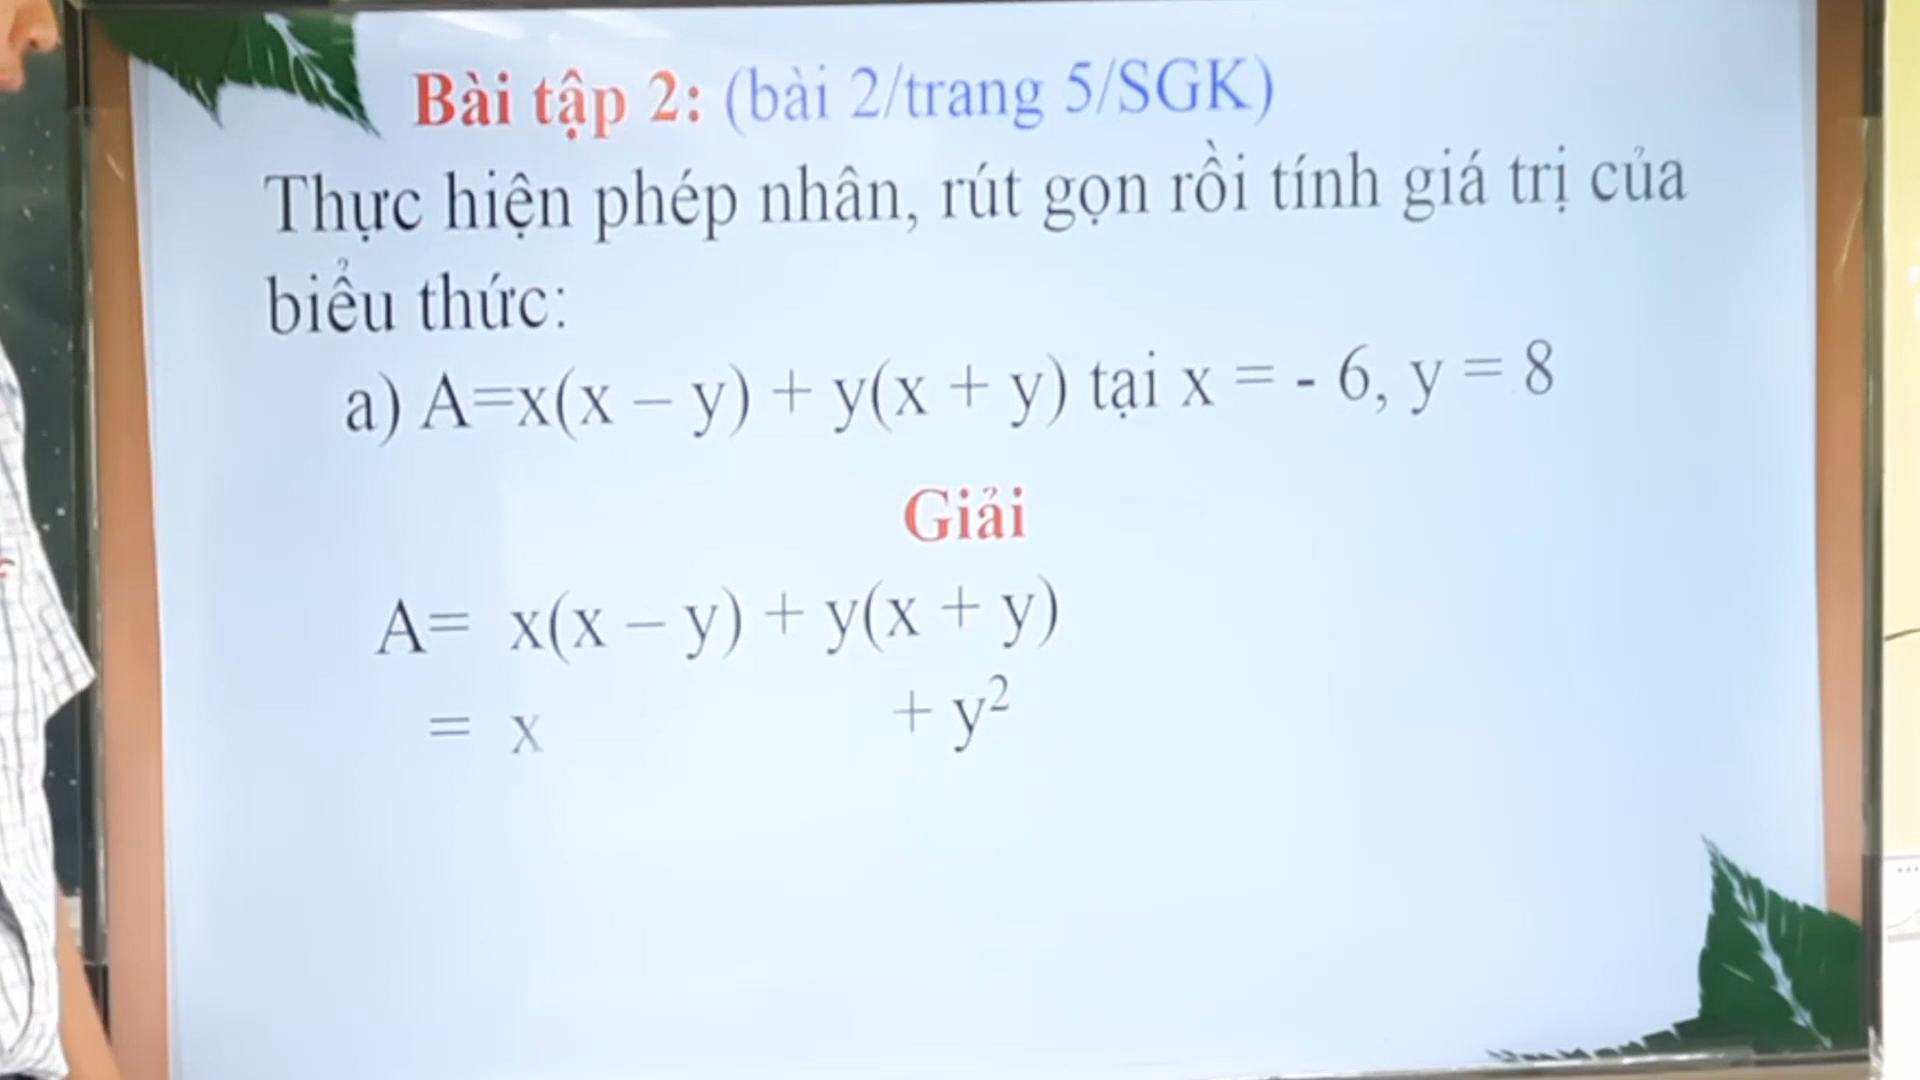 Bài tập 2: (bài 2/trang 5/SGK)
Thực hiện phép nhân, rút gọn rồi tính giá trị của
biểu thức:
a) A=x(x – y) + y(x + y) tại x = - 6, y = 8
Giải
A= x(x – y) + y(x + y)
= x + y²